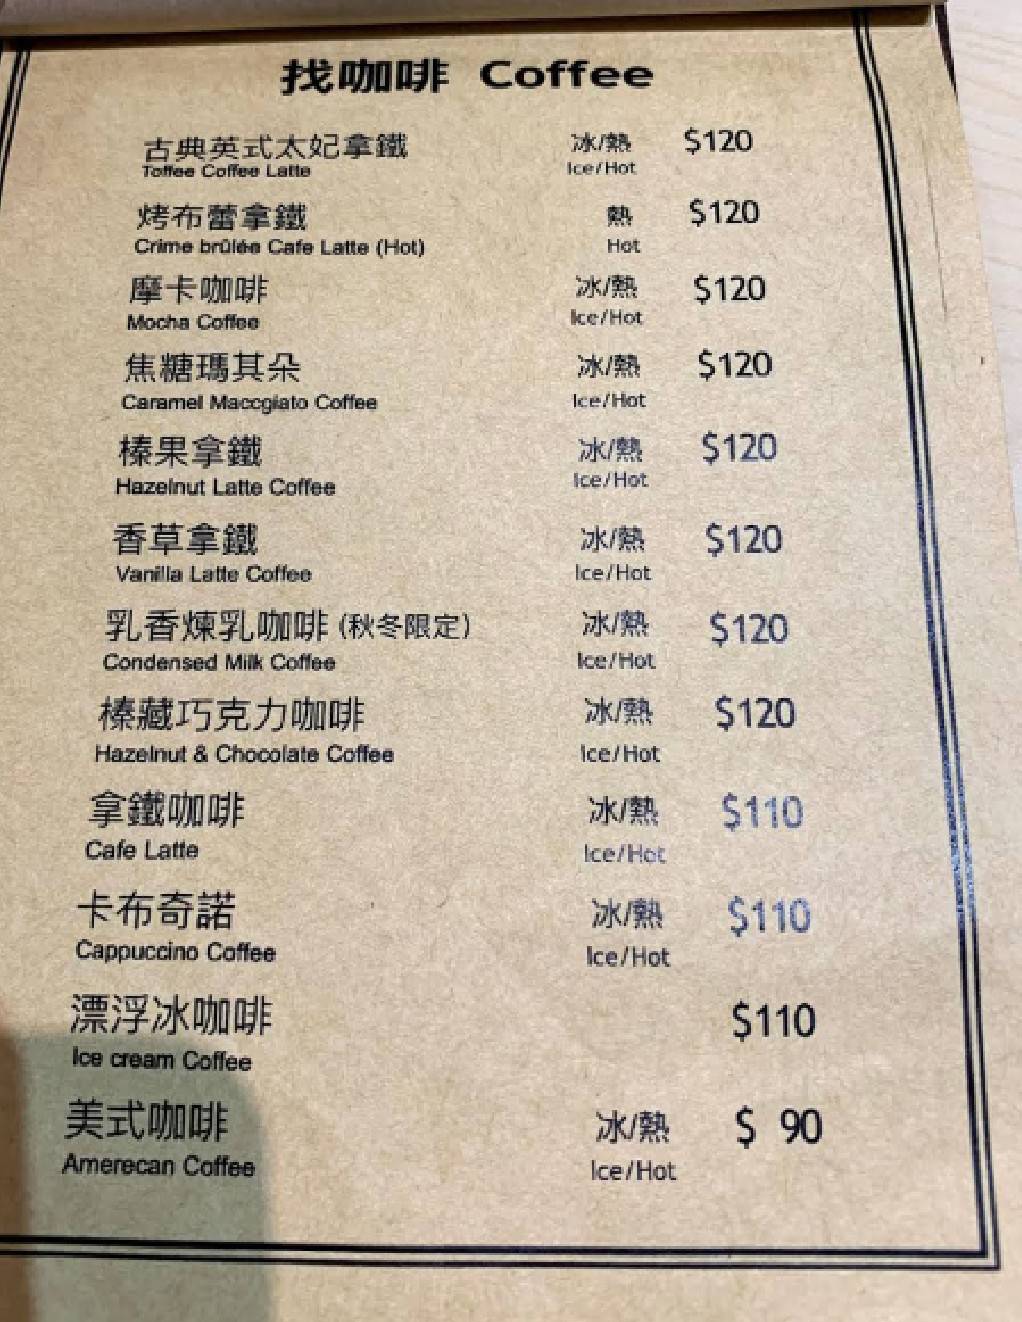 找咖啡 Coffee
古典英式太妃拿鐵 冰/熱 $120
Toffee Coffee Latte Ice/Hot
烤布蕾拿鐵 熱 $120
Crime brûlée Cafe Latte (Hot) Hot
摩卡咖啡 冰/熱 $120
Mocha Coffee Ice/Hot
焦糖瑪其朵 冰/熱 $120
Caramel Maccgiato Coffee Ice/Hot
榛果拿鐵 冰/熱 $120
Hazelnut Latte Coffee Ice/Hot
香草拿鐵 冰/熱 $120
Vanilla Latte Coffee Ice/Hot
乳香煉乳咖啡 (秋冬限定) 冰/熱 $120
Condensed Milk Coffee Ice/Hot
榛藏巧克力咖啡 冰/熱 $120
Hazelnut & Chocolate Coffee Ice/Hot
拿鐵咖啡 冰/熱 $110
Cafe Latte Ice/Hot
卡布奇諾 冰/熱 $110
Cappuccino Coffee Ice/Hot
漂浮冰咖啡 $110
Ice cream Coffee
美式咖啡 冰/熱 $ 90
Amerecan Coffee Ice/Hot